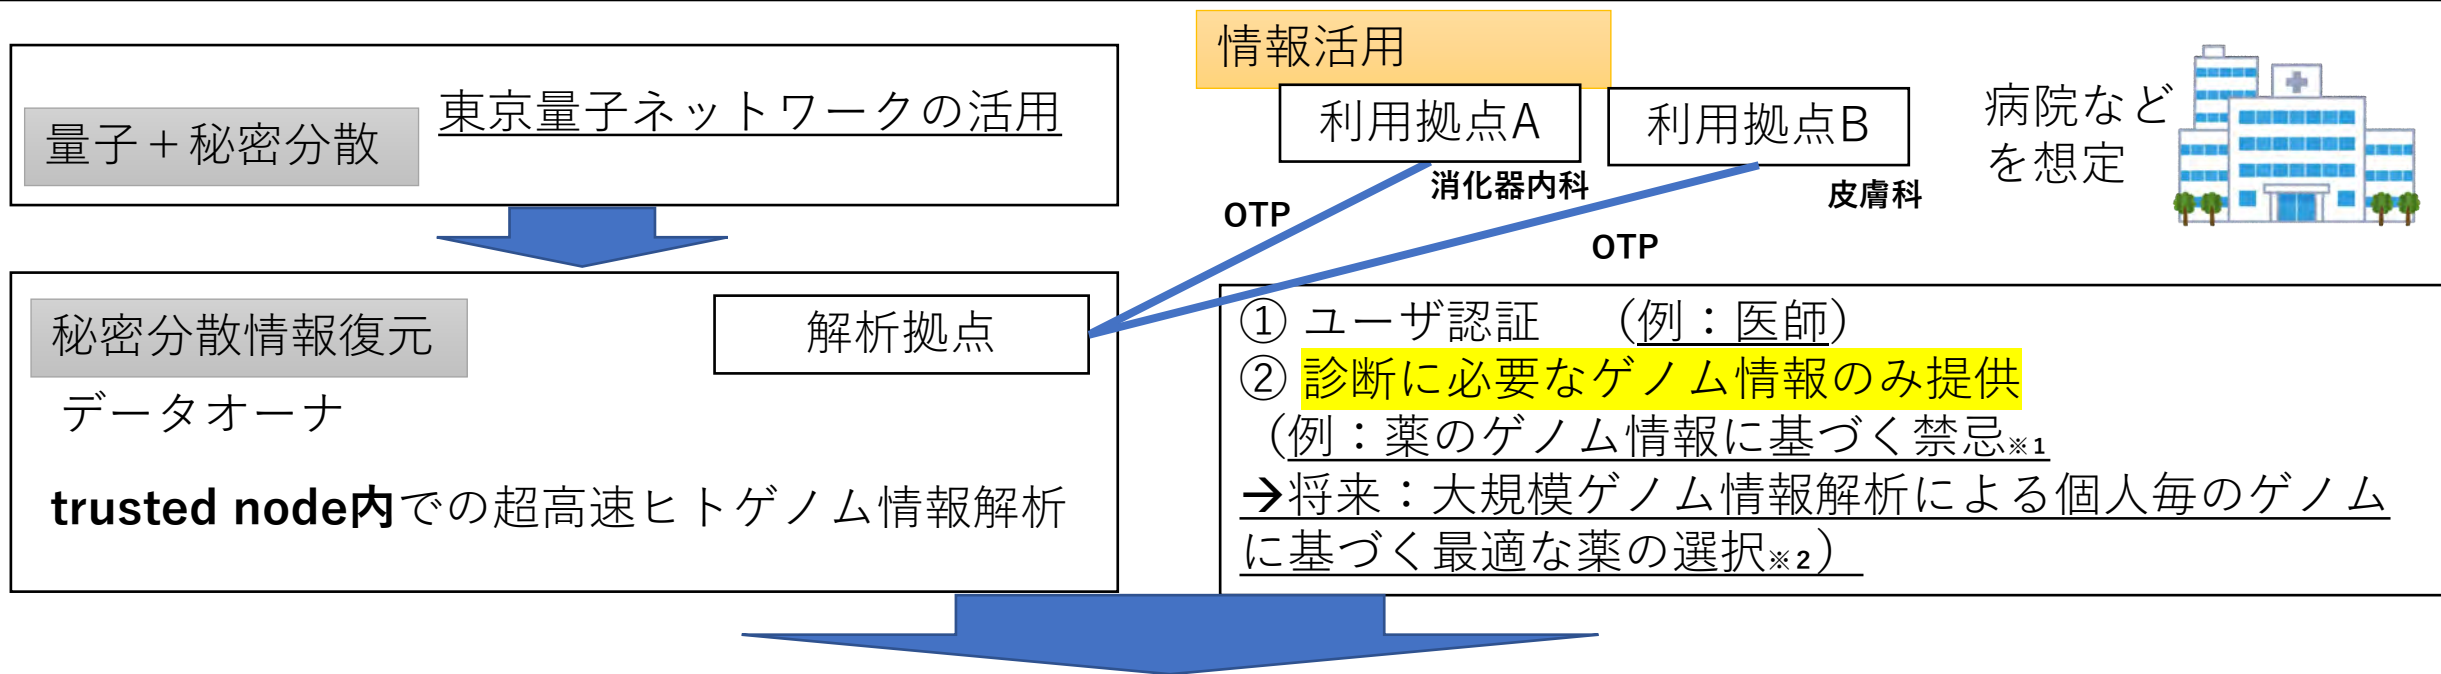 量子＋秘密分散
東京量子ネットワークの活用
情報活用
利用拠点A
利用拠点B
消化器内科
皮膚科
OTP
OTP
病院など
を想定
秘密分散情報復元
データオーナ
解析拠点
trusted node内での超高速ヒトゲノム情報解析
① ユーザ認証　（例：医師）
② 診断に必要なゲノム情報のみ提供
（例：薬のゲノム情報に基づく禁忌※1
→将来：大規模ゲノム情報解析による個人毎のゲノム
に基づく最適な薬の選択※2）